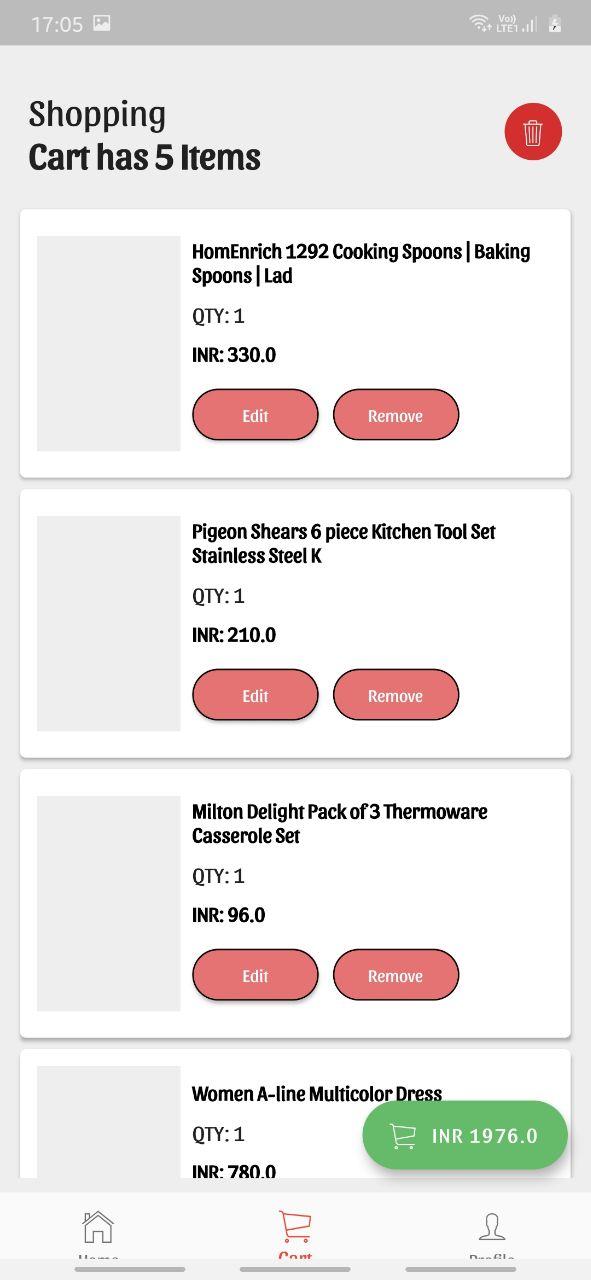 17:05
Vo))
LTE1
Shopping
Cart has 5 Items
HomEnrich 1292 Cooking Spoons | Baking
Spoons | Lad
QTY: 1
INR: 330.0
Edit Remove
Pigeon Shears 6 piece Kitchen Tool Set
Stainless Steel K
QTY: 1
INR: 210.0
Edit Remove
Milton Delight Pack of 3 Thermoware
Casserole Set
QTY: 1
INR: 96.0
Edit Remove
Women A-line Multicolor Dress
QTY: 1
INR 1976.0
INR: 780.0
Home Cart Profile